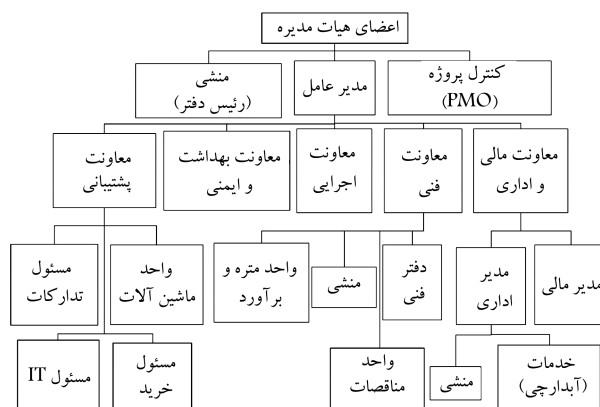 اعضای هیات مدیره
کنترل پروژه
(PMO)
مدیر عامل
منشی
(رئیس دفتر)
معاونت مالی
و اداری
معاونت
فنی
معاونت
اجرایی
معاونت بهداشت
و ایمنی
معاونت
پشتیبانی
مدیر مالی
مدیر
اداری
دفتر
فنی
منشی
واحد متره و
برآورد
واحد
ماشین آلات
مسئول
تدارکات
خدمات
(آبدارچی)
منشی
واحد
مناقصات
مسئول
خرید
مسئول IT